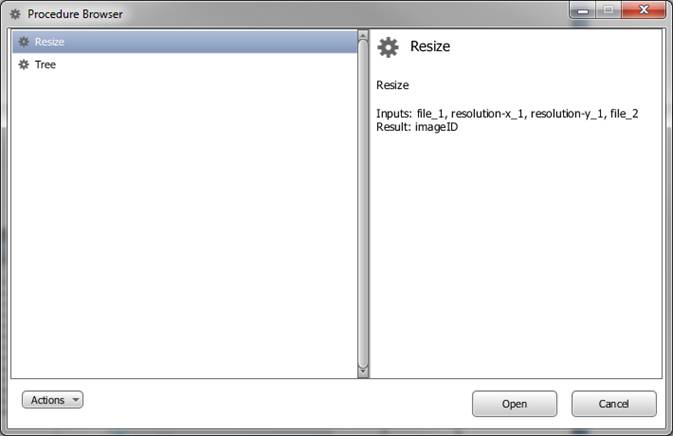 Procedure Browser
Resize
Tree
Resize
Resize
Inputs: file_1, resolution-x_1, resolution-y_1, file_2
Result: imageID
Actions
Open
Cancel